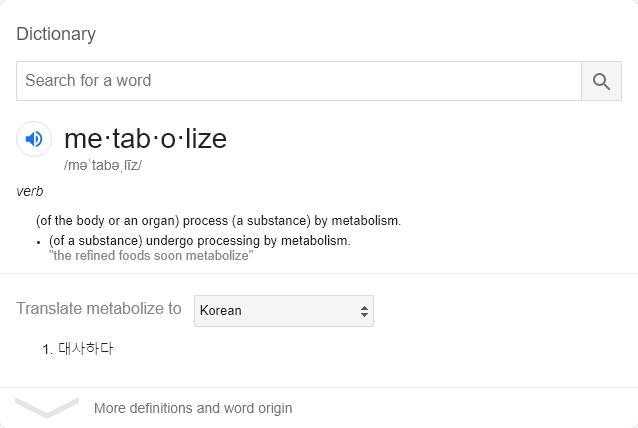 Dictionary
Search for a word
me·tab·o·lize
/məˈtabəˌlīz/
verb
(of the body or an organ) process (a substance) by metabolism.
• (of a substance) undergo processing by metabolism.
"the refined foods soon metabolize"
Translate metabolize to Korean
1. 대사하다
More definitions and word origin